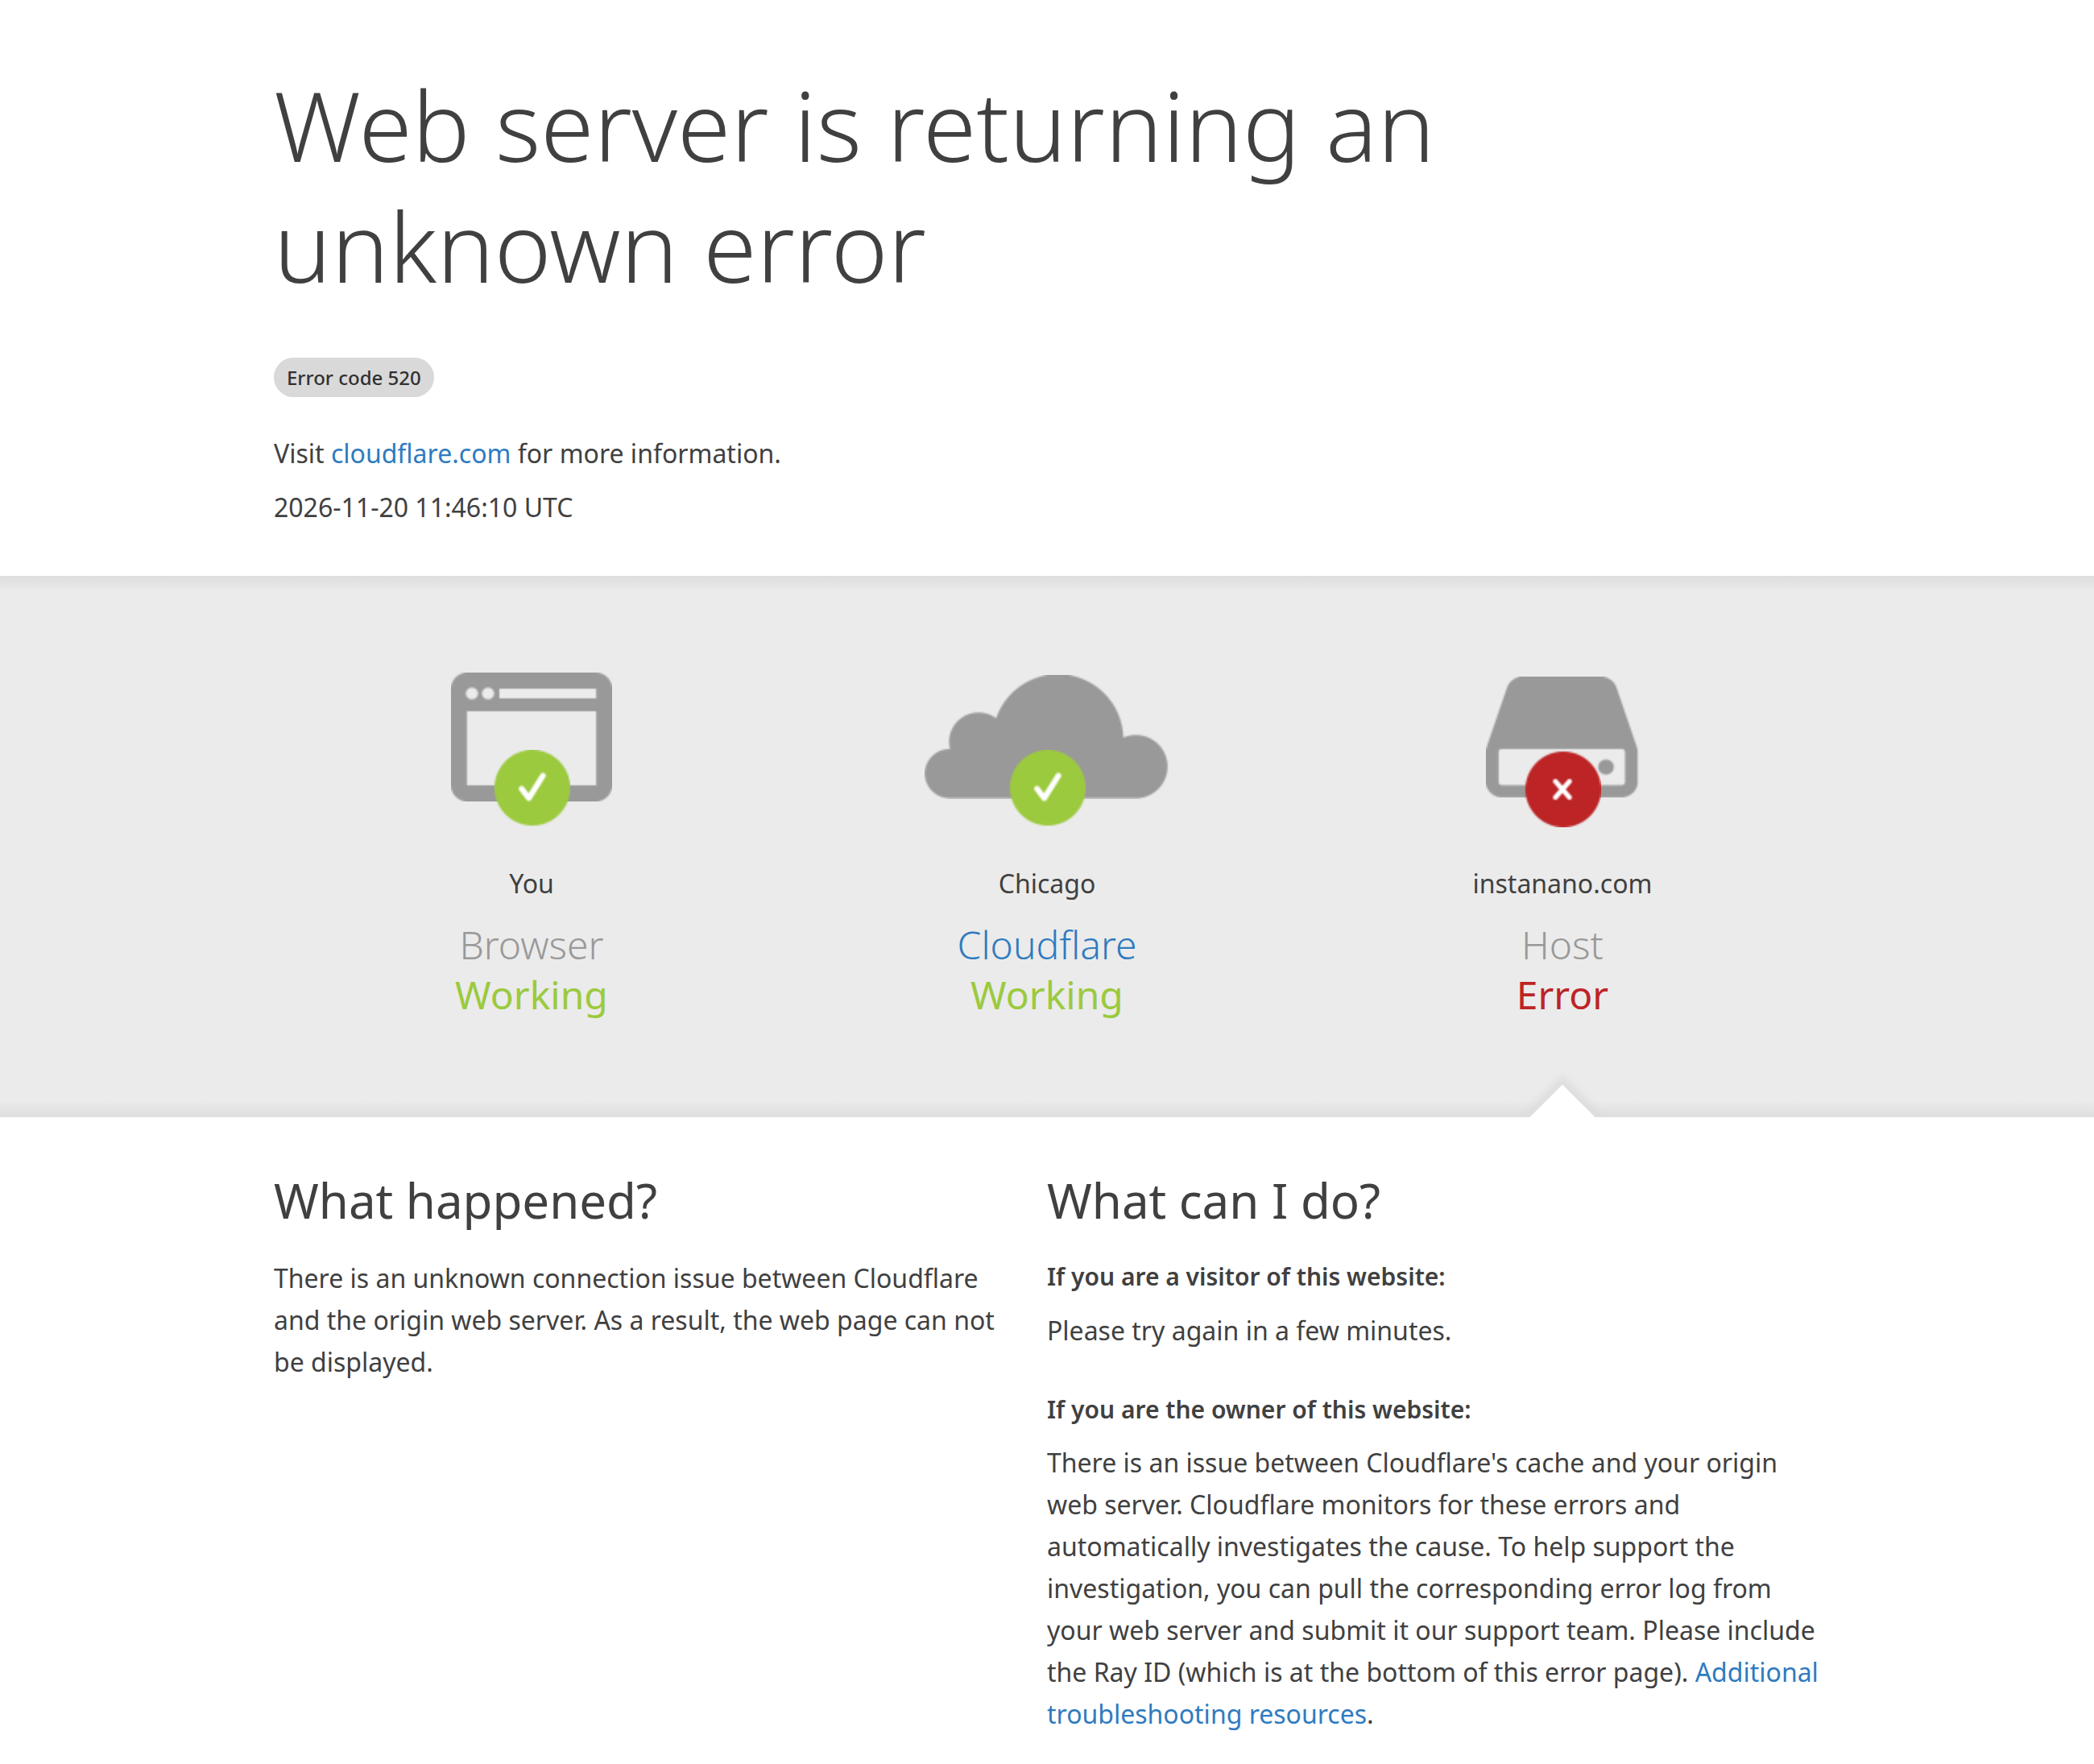 Web server is returning an
unknown error
Error code 520
Visit cloudflare.com for more information.
2026-11-20 11:46:10 UTC
You
Browser
Working
Chicago
Cloudflare
Working
instanano.com
Host
Error
What happened?
There is an unknown connection issue between Cloudflare
and the origin web server. As a result, the web page can not
be displayed.
What can I do?
If you are a visitor of this website:
Please try again in a few minutes.
If you are the owner of this website:
There is an issue between Cloudflare's cache and your origin
web server. Cloudflare monitors for these errors and
automatically investigates the cause. To help support the
investigation, you can pull the corresponding error log from
your web server and submit it our support team. Please include
the Ray ID (which is at the bottom of this error page). Additional
troubleshooting resources.